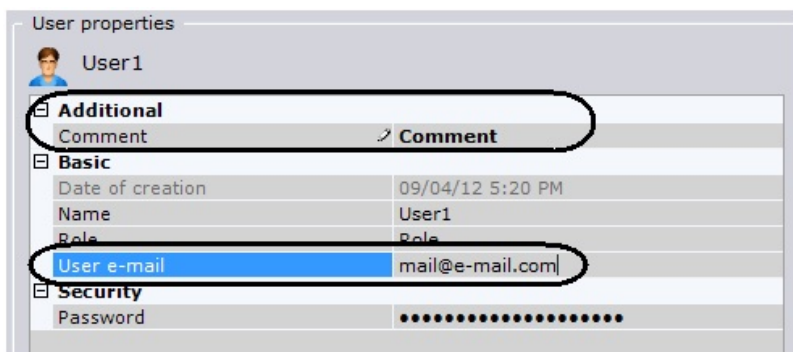 User properties
User1
Additional
Comment Comment
Basic
Date of creation 09/04/12 5:20 PM
Name User1
Role Role
User e-mail mail@e-mail.com
Security
Password ••••••••••••••••••••